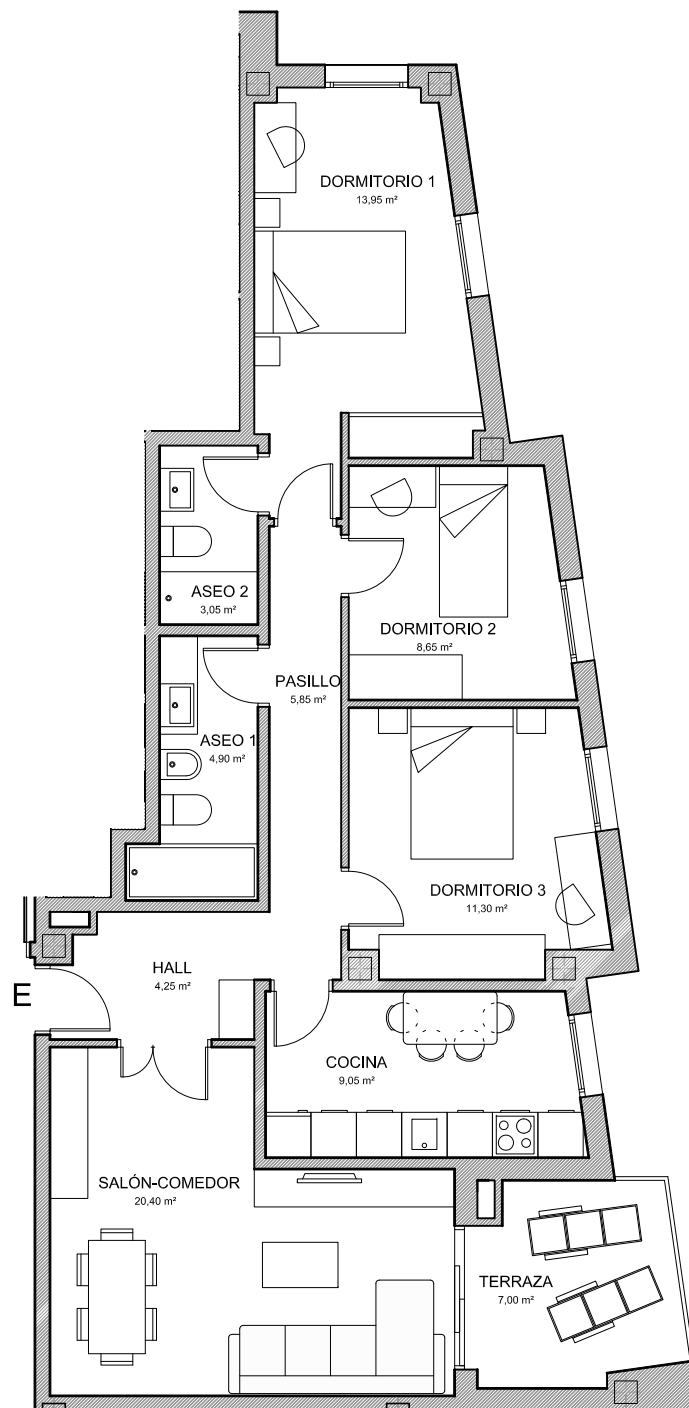 DORMITORIO 1
13,95 m²
ASEO 2
3,05 m²
DORMITORIO 2
8,65 m²
PASILLO
5,85 m²
ASEO 1
4,90 m²
DORMITORIO 3
11,30 m²
HALL
4,25 m²
E
COCINA
9,05 m²
SALÓN-COMEDOR
20,40 m²
TERRAZA
7,00 m²